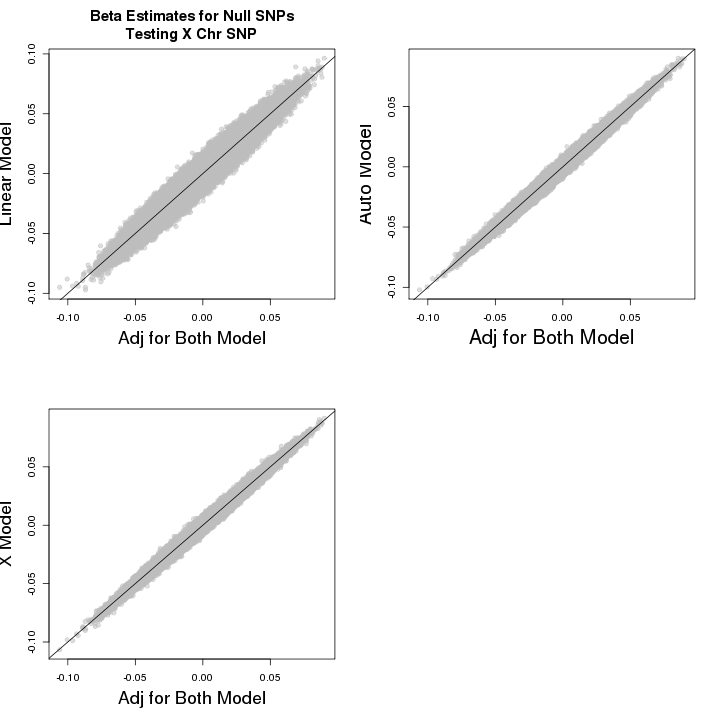 Beta Estimates for Null SNPs
Testing X Chr SNP
Linear Model
0.10
0.05
0.00
-0.05
-0.10
-0.10 -0.05 0.00 0.05
Adj for Both Model
Auto Model
0.05
0.00
-0.05
-0.10
-0.10 -0.05 0.00 0.05
Adj for Both Model
X Model
0.05
0.00
-0.05
-0.10
-0.10 -0.05 0.00 0.05
Adj for Both Model